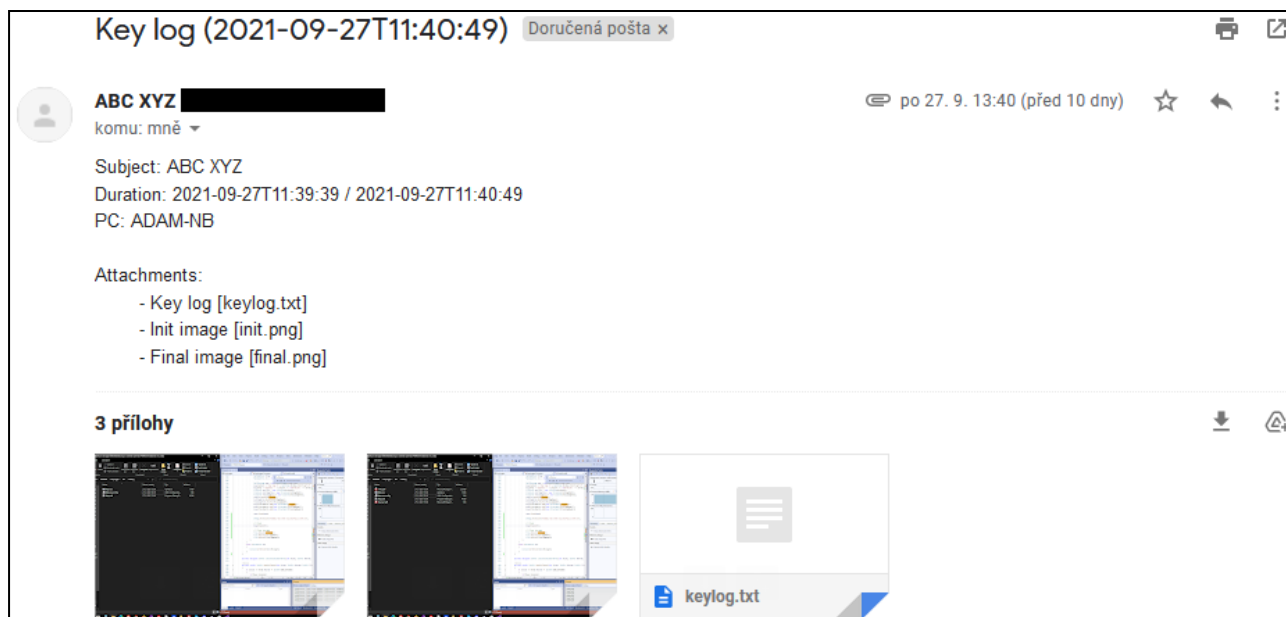 Key log (2021-09-27T11:40:49) Doručená pošta x
ABC XYZ
po 27. 9. 13:40 (před 10 dny)
komu: mně
Subject: ABC XYZ
Duration: 2021-09-27T11:39:39 / 2021-09-27T11:40:49
PC: ADAM-NB
Attachments:
- Key log [keylog.txt]
- Init image [init.png]
- Final image [final.png]
3 přílohy
keylog.txt